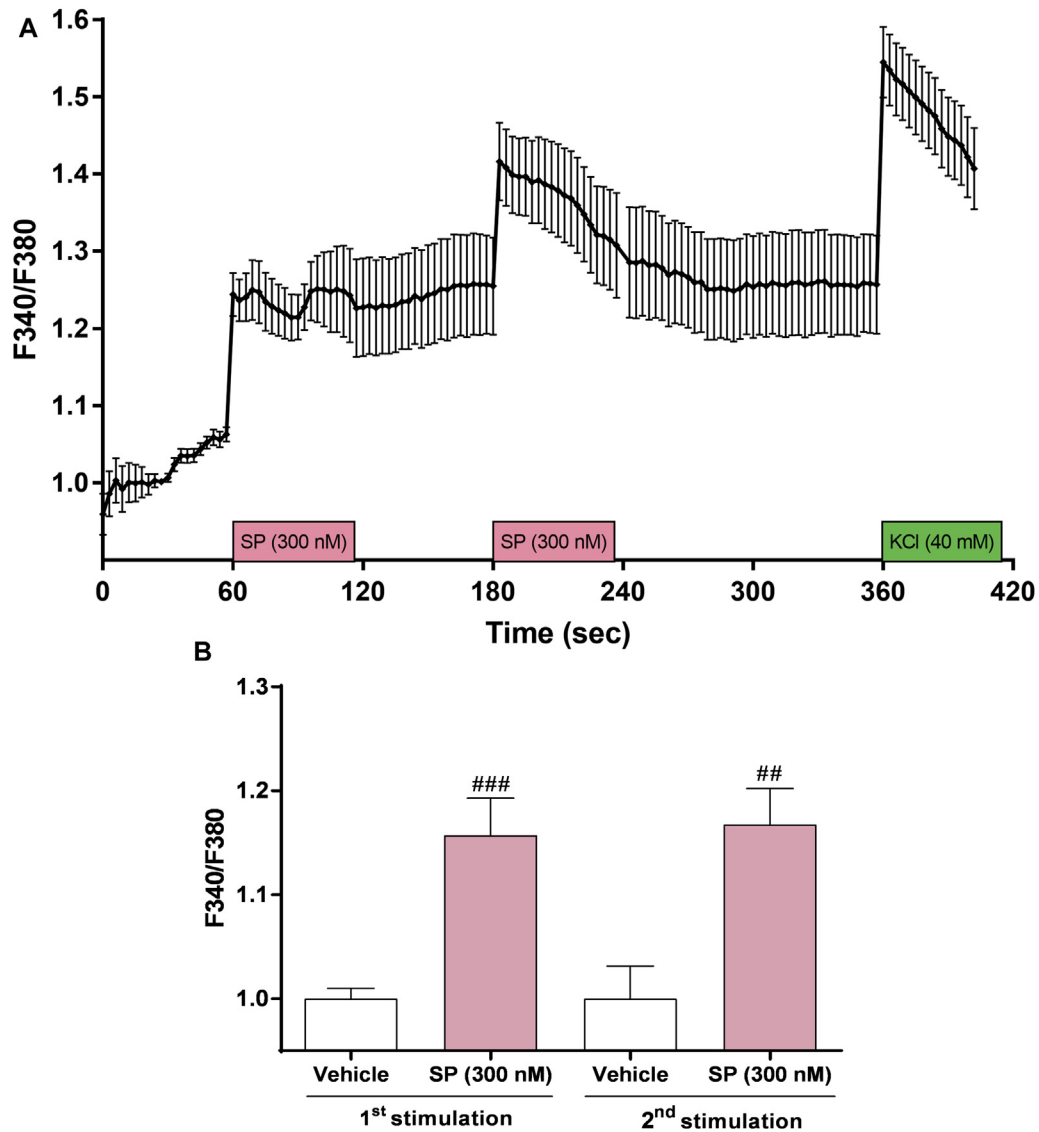 A
F340/F380
1.6
1.5
1.4
1.3
1.2
1.1
1.0
SP (300 nM)
SP (300 nM)
KCl (40 mM)
0 60 120 180 240 300 360 420
Time (sec)
B
F340/F380
1.3
1.2
1.1
1.0
###
##
Vehicle SP (300 nM) Vehicle SP (300 nM)
1st stimulation 2nd stimulation